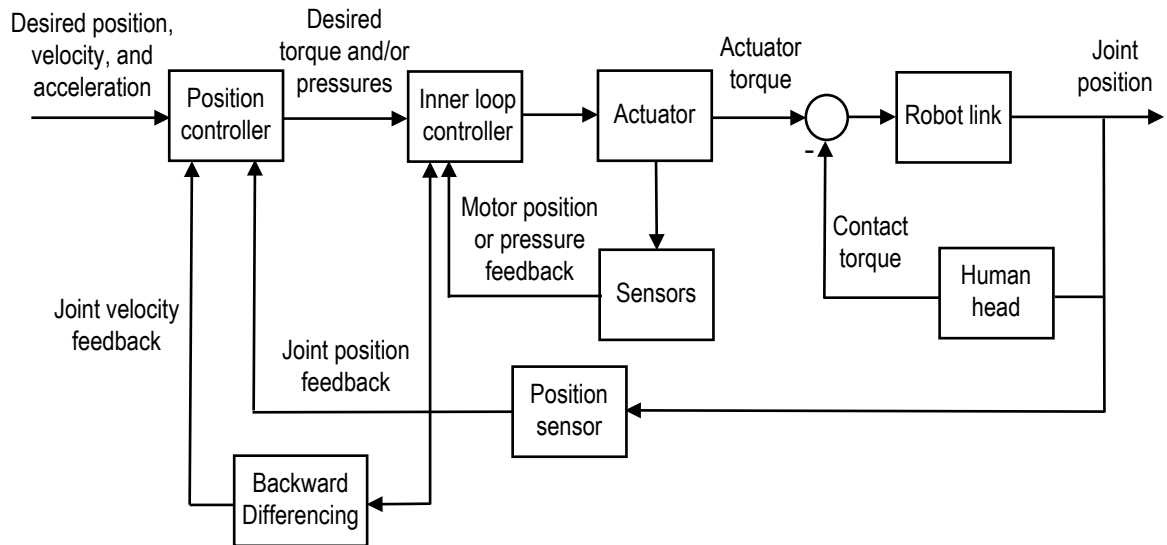 Desired position,
velocity, and
acceleration
Position
controller
Desired
torque and/or
pressures
Inner loop
controller
Actuator
Actuator
torque
-
Robot link
Joint
position
Motor position
or pressure
feedback
Sensors
Contact
torque
Human
head
Joint velocity
feedback
Joint position
feedback
Position
sensor
Backward
Differencing